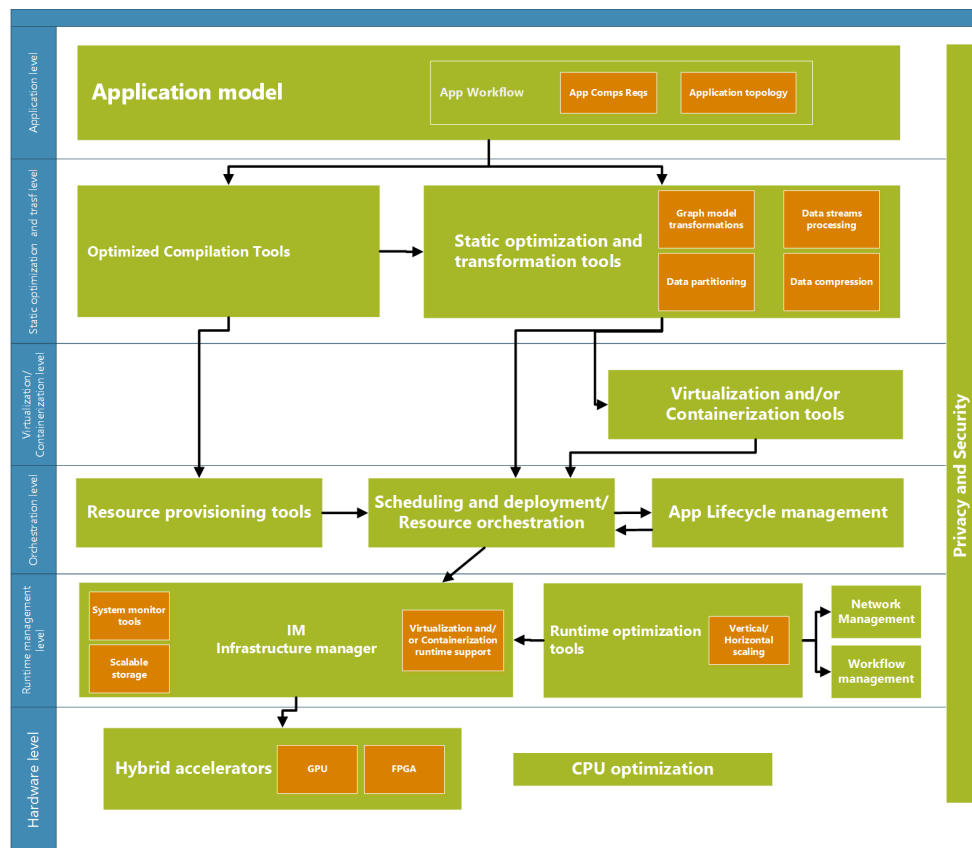 Application level
Application model
App Workflow
App Comps Reqs
Application topology
Static optimization and trasf level
Optimized Compilation Tools
Static optimization and
transformation tools
Graph model
transformations
Data streams
processing
Data partitioning
Data compression
Virtualization/
Containerization level
Virtualization and/or
Containerization tools
Orchestration level
Resource provisioning tools
Scheduling and deployment/
Resource orchestration
App Lifecycle management
Runtime management
level
System monitor
tools
Scalable
storage
IM
Infrastructure manager
Virtualization and/
or Containerization
runtime support
Runtime optimization
tools
Vertical/
Horizontal
scaling
Network
Management
Workflow
management
Hardware level
Hybrid accelerators
GPU
FPGA
CPU optimization
Privacy and Security